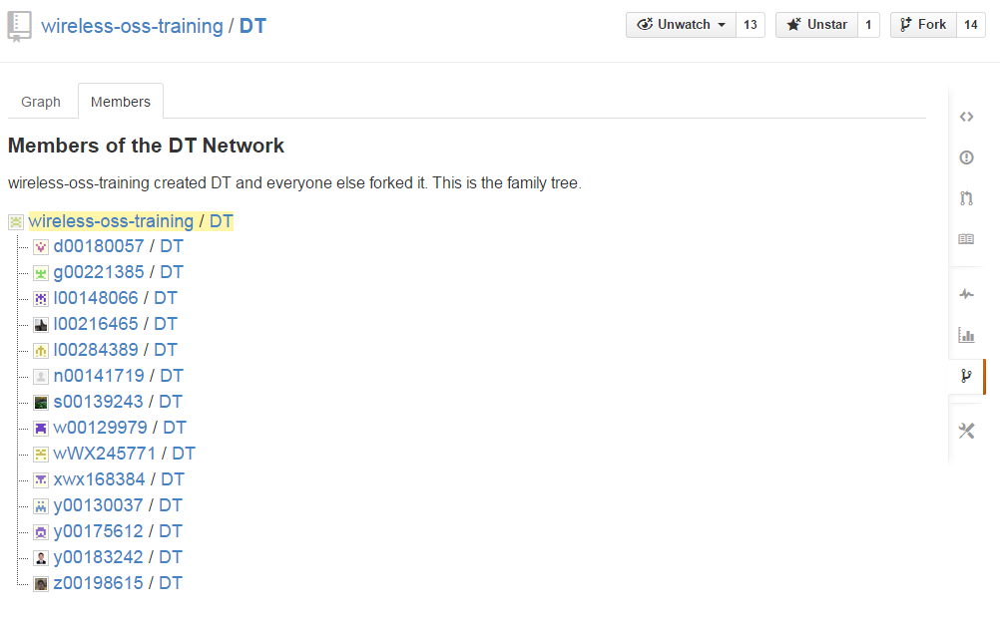 wireless-oss-training / DT
Unwatch 13 Unstar 1 Fork 14
Graph Members
Members of the DT Network
wireless-oss-training created DT and everyone else forked it. This is the family tree.
wireless-oss-training / DT
d00180057 / DT
g00221385 / DT
l00148066 / DT
l00216465 / DT
l00284389 / DT
n00141719 / DT
s00139243 / DT
w00129979 / DT
wWX245771 / DT
xwx168384 / DT
y00130037 / DT
y00175612 / DT
y00183242 / DT
z00198615 / DT